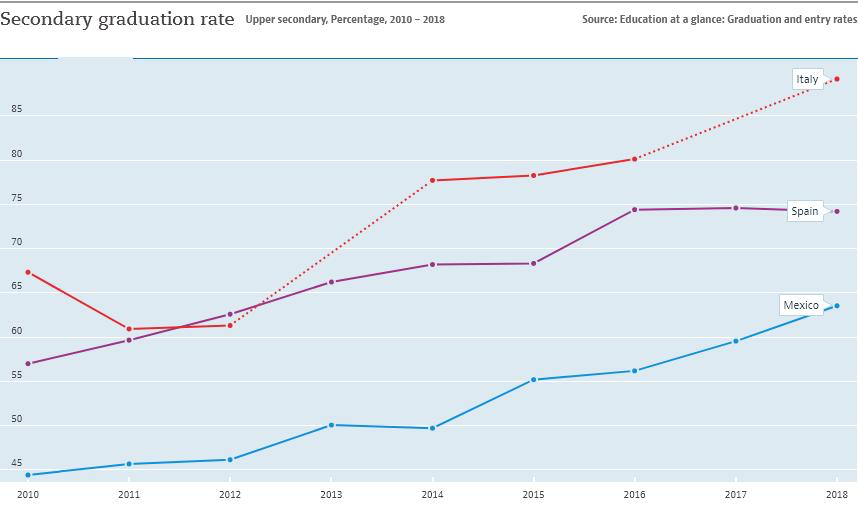 Secondary graduation rate Upper secondary, Percentage, 2010 – 2018 Source: Education at a glance: Graduation and entry rates
Italy
85
80
75
Spain
70
65
Mexico
60
55
50
45
2010 2011 2012 2013 2014 2015 2016 2017 2018